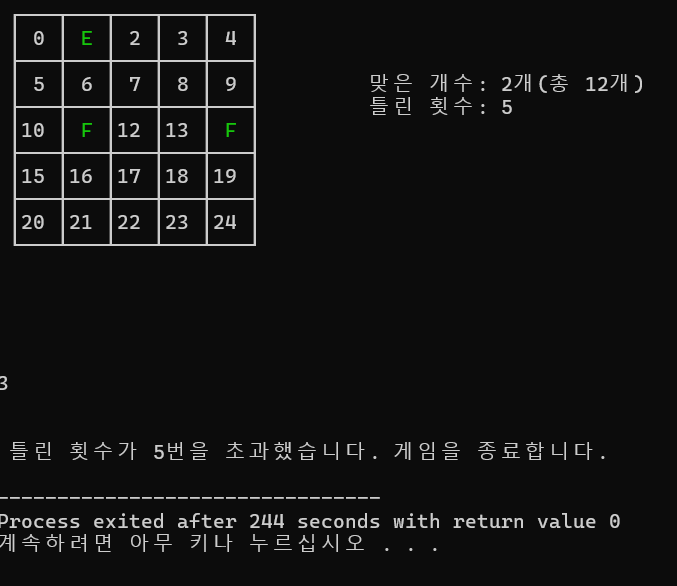 0 E 2 3 4
5 6 7 8 9
맞은 개수: 2개(총 12개)
틀린 횟수: 5
10 F 12 13 F
15 16 17 18 19
20 21 22 23 24
3
틀린 횟수가 5번을 초과했습니다. 게임을 종료합니다.
--------------------------------
Process exited after 244 seconds with return value 0
계속하려면 아무 키나 누르십시오 . . .